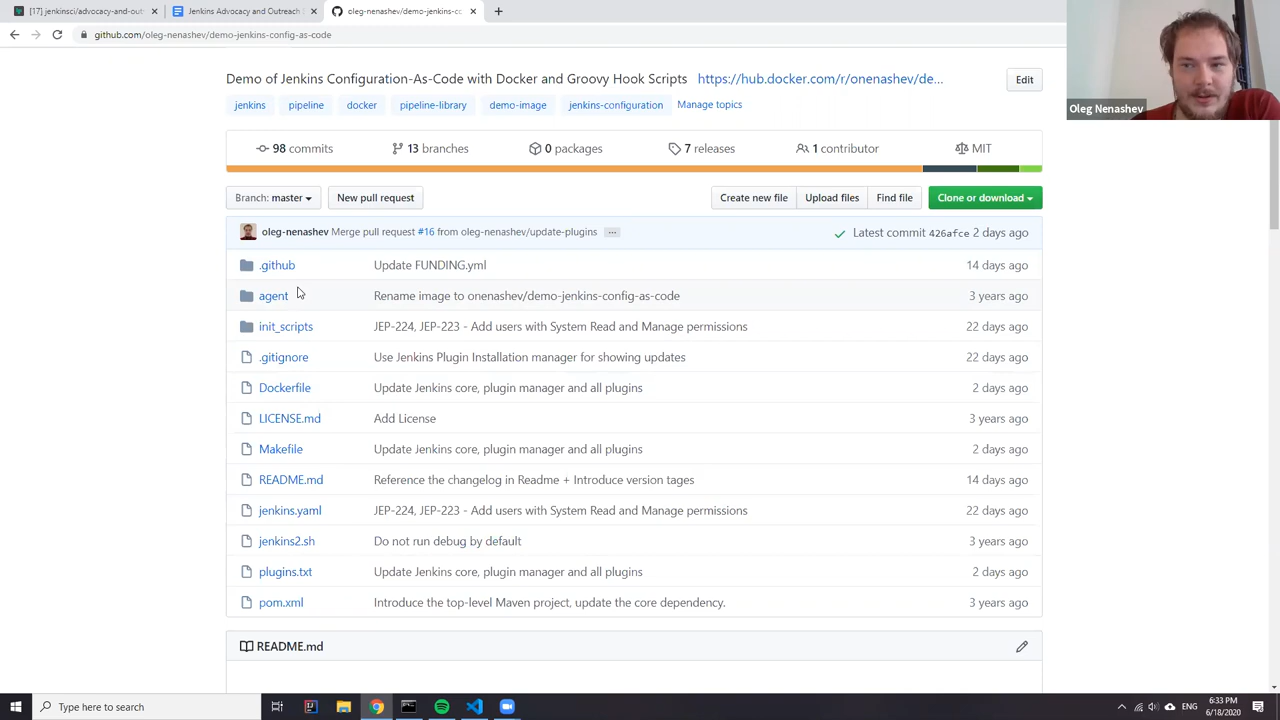 [17] jenkinsci/advocacy-and-out
Jenkins Advocacy and Outreach S
oleg-nenashev/demo-jenkins-co
github.com/oleg-nenashev/demo-jenkins-config-as-code
Demo of Jenkins Configuration-As-Code with Docker and Groovy Hook Scripts https://hub.docker.com/r/onenashev/de...
Edit
jenkins pipeline docker pipeline-library demo-image jenkins-configuration Manage topics
98 commits 13 branches 0 packages 7 releases 1 contributor MIT
Branch: master New pull request Create new file Upload files Find file Clone or download
oleg-nenashev Merge pull request #16 from oleg-nenashev/update-plugins ... Latest commit 426afce 2 days ago
.github Update FUNDING.yml 14 days ago
agent Rename image to onenashev/demo-jenkins-config-as-code 3 years ago
init_scripts JEP-224, JEP-223 - Add users with System Read and Manage permissions 22 days ago
.gitignore Use Jenkins Plugin Installation manager for showing updates 22 days ago
Dockerfile Update Jenkins core, plugin manager and all plugins 2 days ago
LICENSE.md Add License 3 years ago
Makefile Update Jenkins core, plugin manager and all plugins 2 days ago
README.md Reference the changelog in Readme + Introduce version tages 14 days ago
jenkins.yaml JEP-224, JEP-223 - Add users with System Read and Manage permissions 22 days ago
jenkins2.sh Do not run debug by default 3 years ago
plugins.txt Update Jenkins core, plugin manager and all plugins 2 days ago
pom.xml Introduce the top-level Maven project, update the core dependency. 3 years ago
README.md
Oleg Nenashev
Type here to search
ENG
6:33 PM
6/18/2020